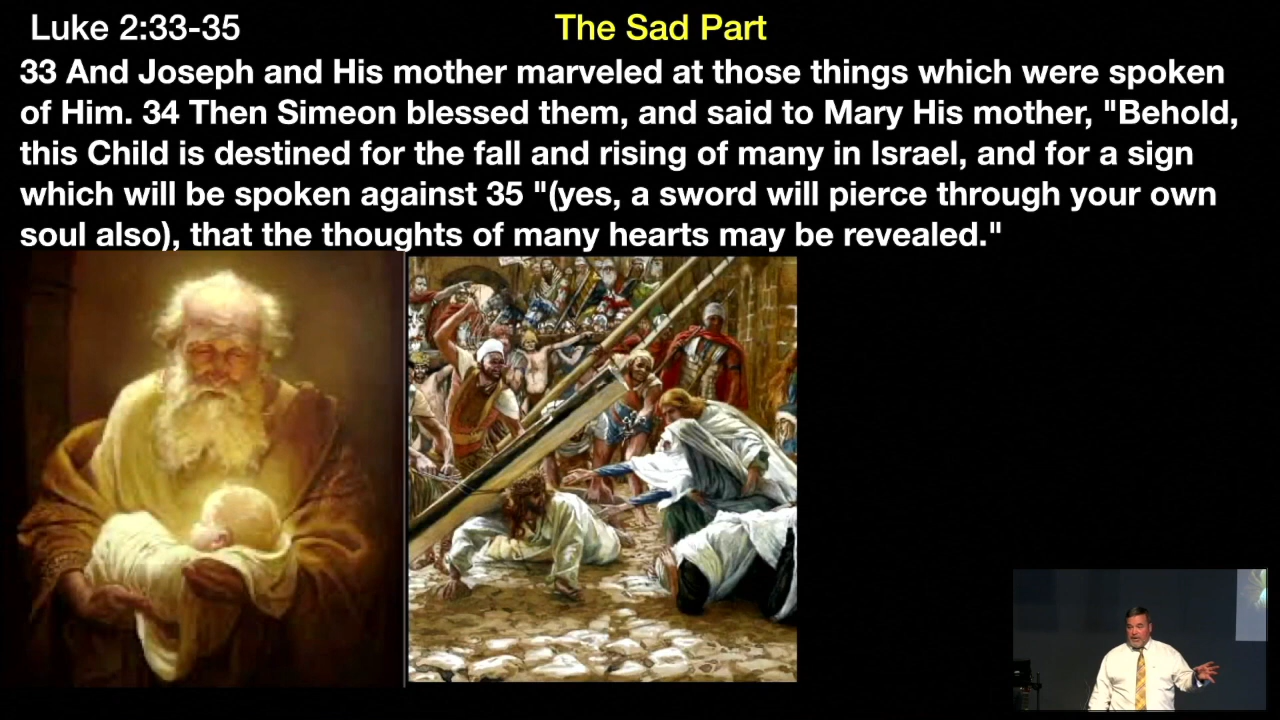 Luke 2:33-35
The Sad Part
33 And Joseph and His mother marveled at those things which were spoken
of Him. 34 Then Simeon blessed them, and said to Mary His mother, "Behold,
this Child is destined for the fall and rising of many in Israel, and for a sign
which will be spoken against 35 "(yes, a sword will pierce through your own
soul also), that the thoughts of many hearts may be revealed."